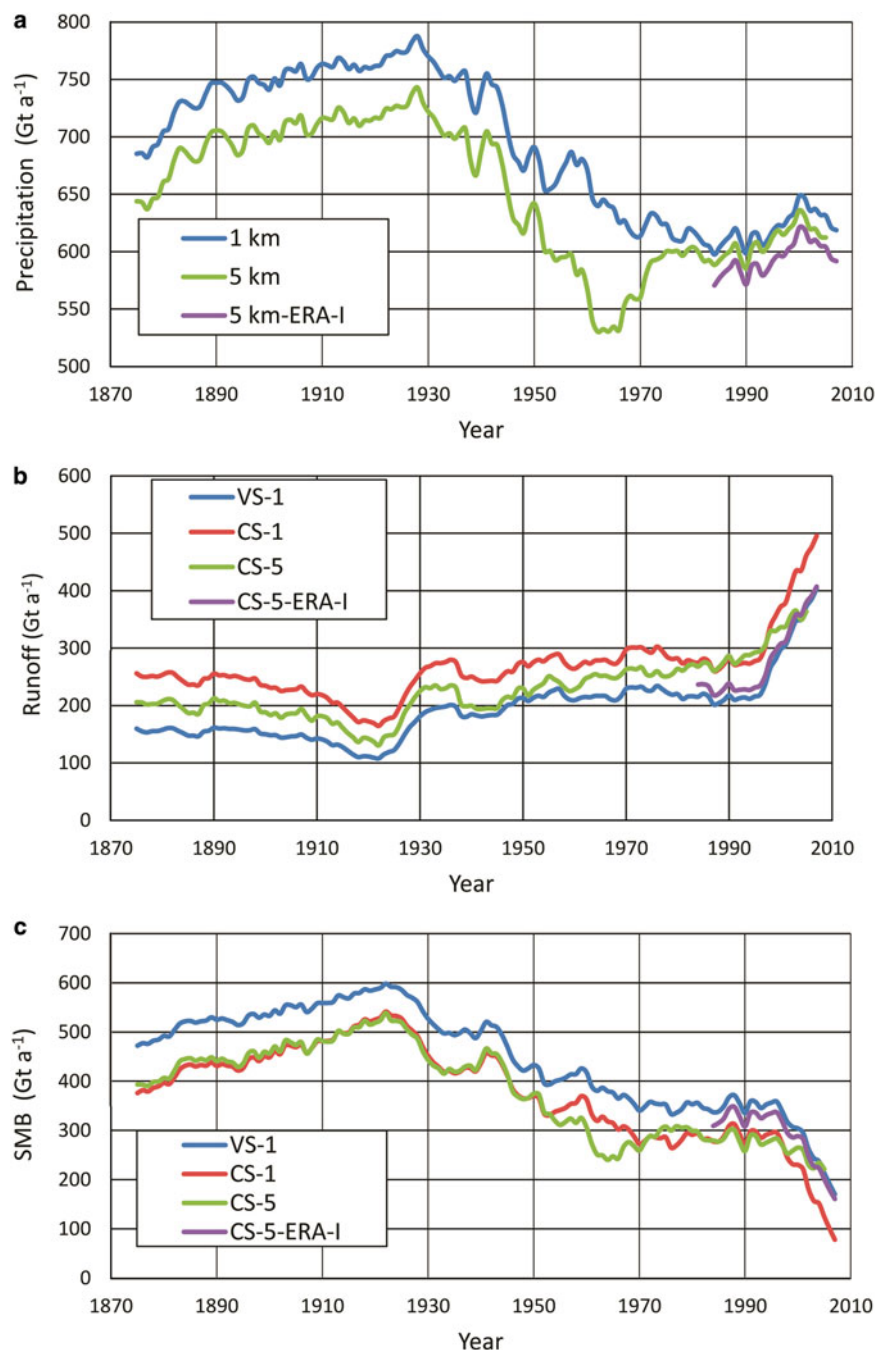 a
800
750
700
650
600
550
500
Precipitation (Gt a⁻¹)
1 km
5 km
5 km-ERA-I
1870 1890 1910 1930 1950 1970 1990 2010
Year
b
600
500
400
300
200
100
0
Runoff (Gt a⁻¹)
VS-1
CS-1
CS-5
CS-5-ERA-I
1870 1890 1910 1930 1950 1970 1990 2010
Year
c
700
600
500
400
300
200
100
0
SMB (Gt a⁻¹)
VS-1
CS-1
CS-5
CS-5-ERA-I
1870 1890 1910 1930 1950 1970 1990 2010
Year